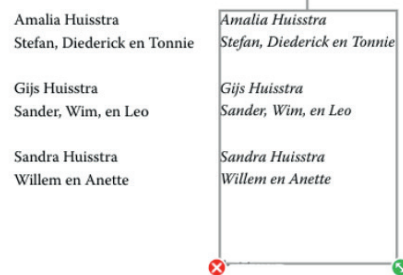 Amalia Huisstra
Stefan, Diederick en Tonnie
Gijs Huisstra
Sander, Wim, en Leo
Sandra Huisstra
Willem en Anette
Amalia Huisstra
Stefan, Diederick en Tonnie
Gijs Huisstra
Sander, Wim, en Leo
Sandra Huisstra
Willem en Anette